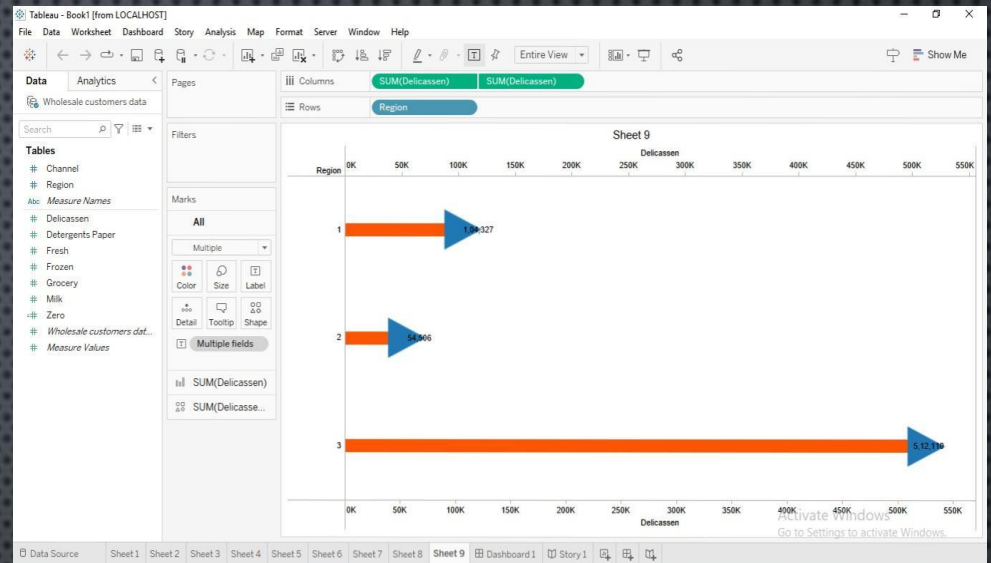 Tableau - Book1 [from LOCALHOST]
File Data Worksheet Dashboard Story Analysis Map Format Server Window Help
Entire View
Show Me
Data Analytics
Wholesale customers data
Search
Tables
# Channel
# Region
Abc Measure Names
# Delicassen
# Detergents Paper
# Fresh
# Frozen
# Grocery
# Milk
=# Zero
# Wholesale customers dat...
# Measure Values
Pages
Filters
Marks
All
Multiple
Color Size Label
Detail Tooltip Shape
Multiple fields
SUM(Delicassen)
SUM(Delicasse...
Columns SUM(Delicassen) SUM(Delicassen)
Rows Region
Sheet 9
Delicassen
Region 0K 50K 100K 150K 200K 250K 300K 350K 400K 450K 500K 550K
1 1,04,327
2 54,506
3 5,12,110
0K 50K 100K 150K 200K 250K 300K 350K 400K 450K 500K 550K
Delicassen
Activate Windows
Go to Settings to activate Windows.
Data Source Sheet 1 Sheet 2 Sheet 3 Sheet 4 Sheet 5 Sheet 6 Sheet 7 Sheet 8 Sheet 9 Dashboard 1 Story 1